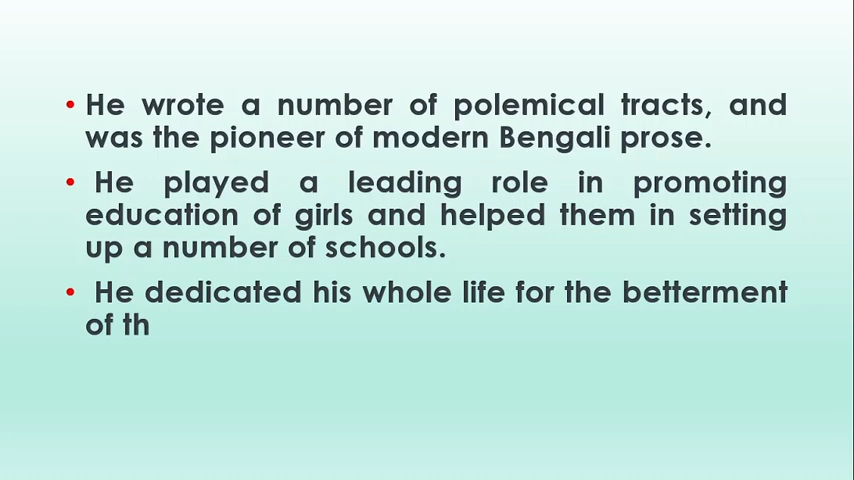 • He wrote a number of polemical tracts, and
was the pioneer of modern Bengali prose.
• He played a leading role in promoting
education of girls and helped them in setting
up a number of schools.
• He dedicated his whole life for the betterment
of th